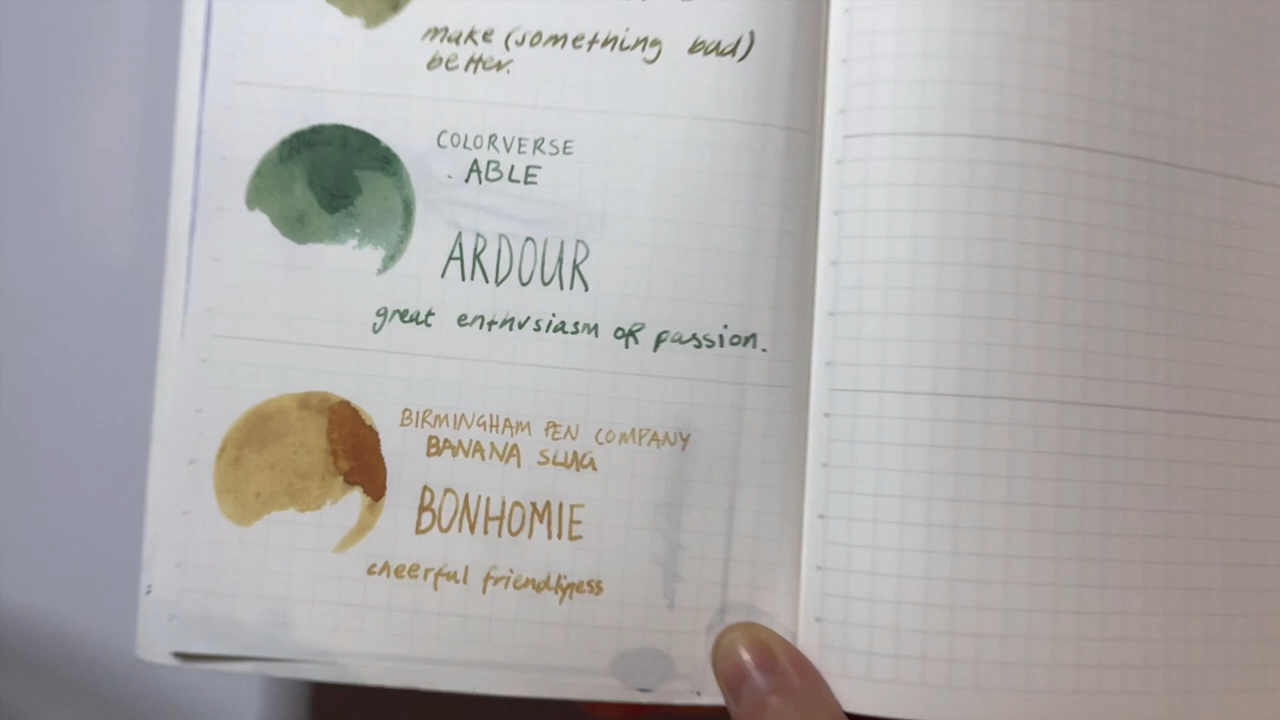 make (something bad)
better.
COLORVERSE
. ABLE
ARDOUR
great enthusiasm or passion.
BIRMINGHAM PEN COMPANY
BANANA SLUG
BONHOMIE
cheerful friendliness